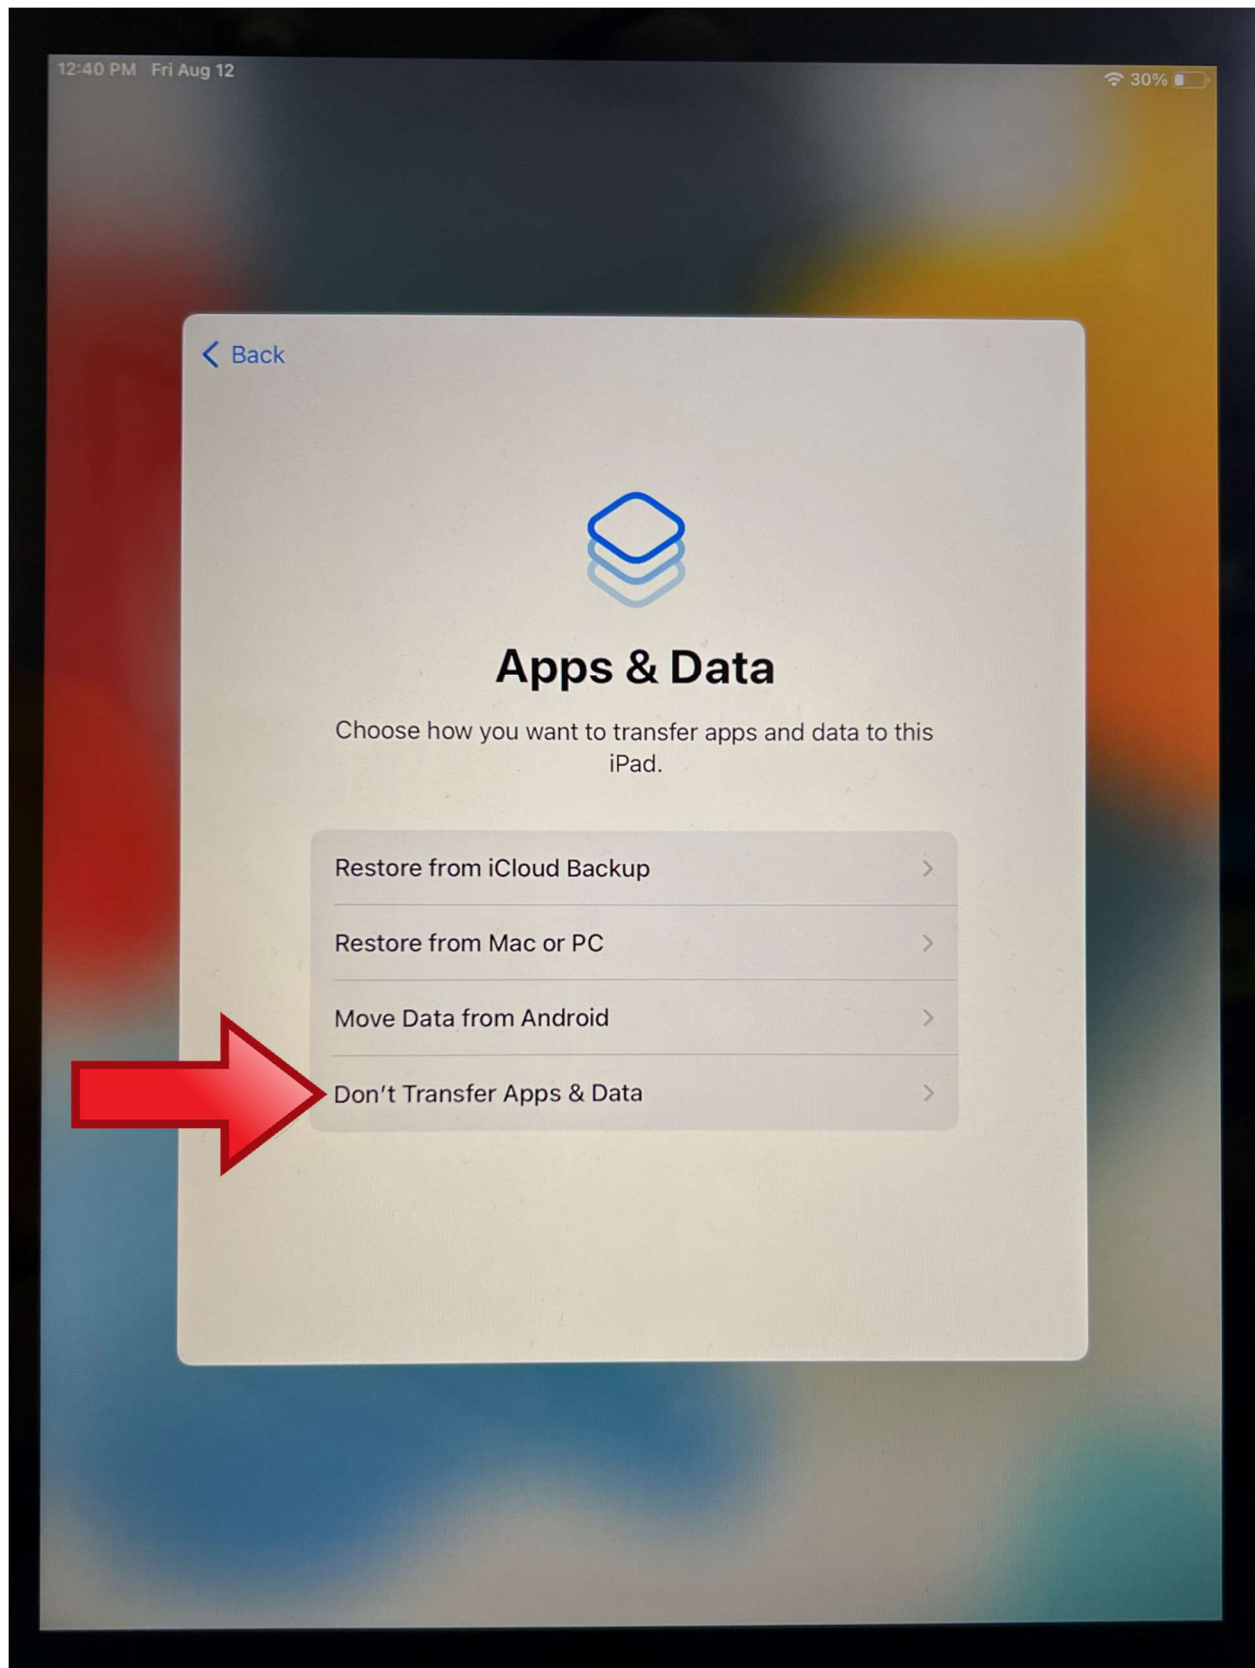 12:40 PM Fri Aug 12
30%
Back
Apps & Data
Choose how you want to transfer apps and data to this
iPad.
Restore from iCloud Backup
Restore from Mac or PC
Move Data from Android
Don't Transfer Apps & Data